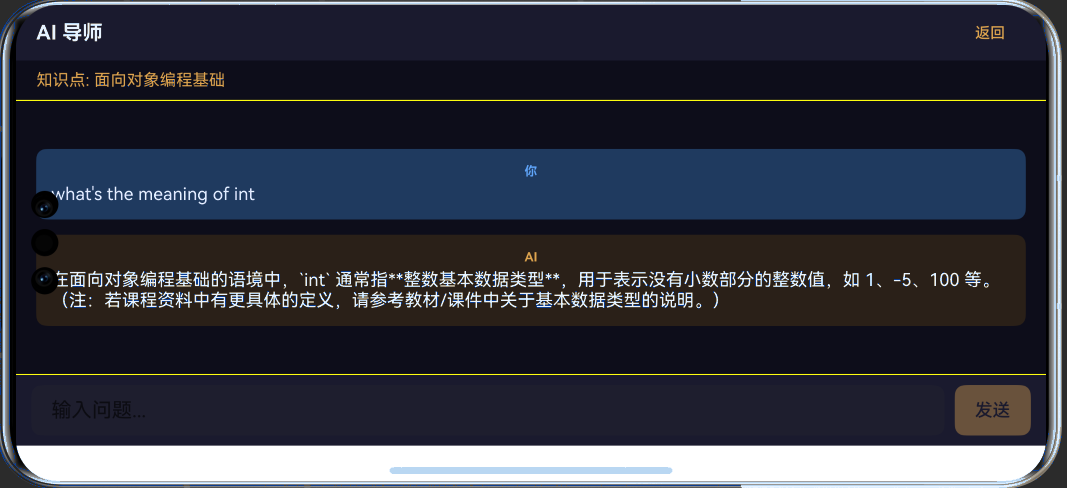 AI 导师
返回
知识点: 面向对象编程基础
你
what's the meaning of int
AI
在面向对象编程基础的语境中，`int` 通常指**整数基本数据类型**，用于表示没有小数部分的整数值，如 1、-5、100 等。
（注：若课程资料中有更具体的定义，请参考教材/课件中关于基本数据类型的说明。）
输入问题...
发送